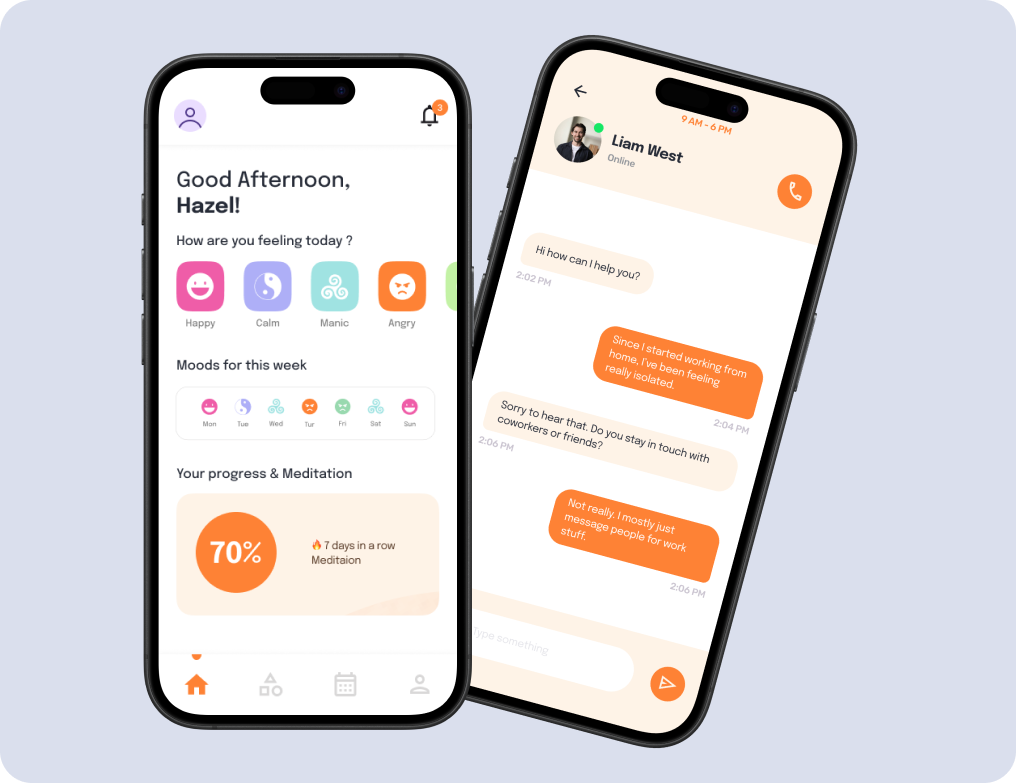 3
Good Afternoon,
Hazel!
How are you feeling today ?
Happy
Calm
Manic
Angry
Moods for this week
Mon
Tue
Wed
Tur
Fri
Sat
Sun
Your progress & Meditation
70%
🔥 7 days in a row
Meditaion
9 AM - 6 PM
Liam West
Online
Hi how can I help you?
2:02 PM
Since I started working from
home, I've been feeling
really isolated.
2:04 PM
Sorry to hear that. Do you stay in touch with
coworkers or friends?
2:06 PM
Not really. I mostly just
message people for work
stuff.
2:06 PM
Type something